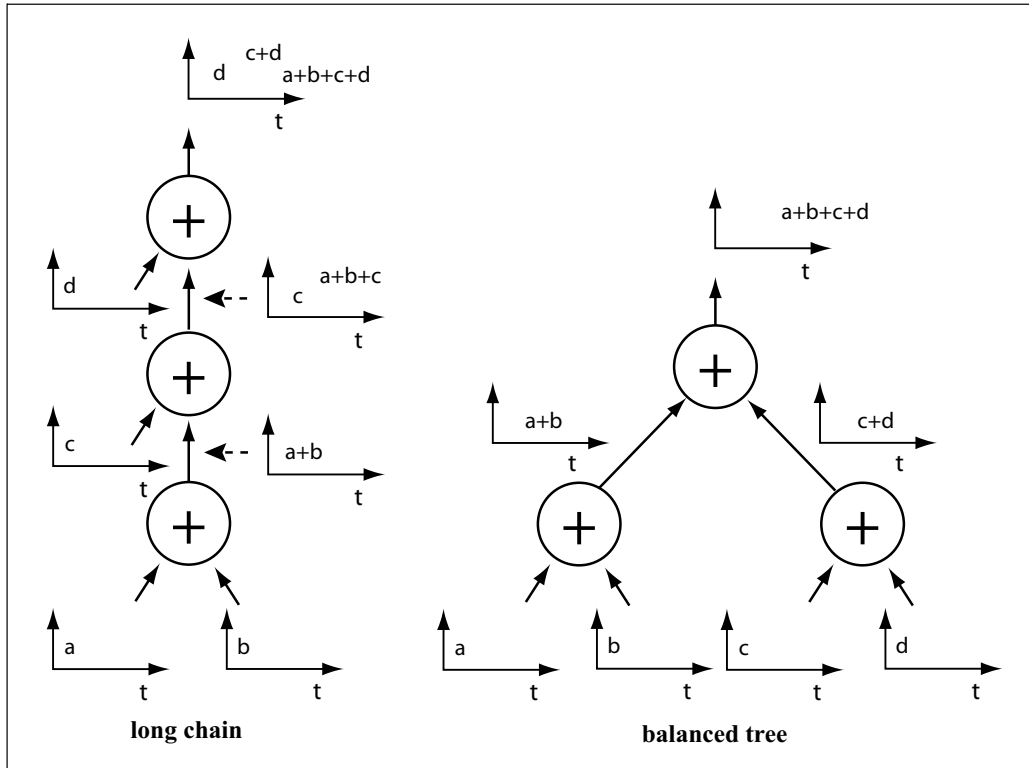 c+d
d
a+b+c+d
t
+
d
t
a+b+c
c
t
+
c
t
a+b
t
+
a
t
b
t
long chain
a+b+c+d
t
+
a+b
t
c+d
t
+
+
a
t
b
t
c
t
d
t
balanced tree